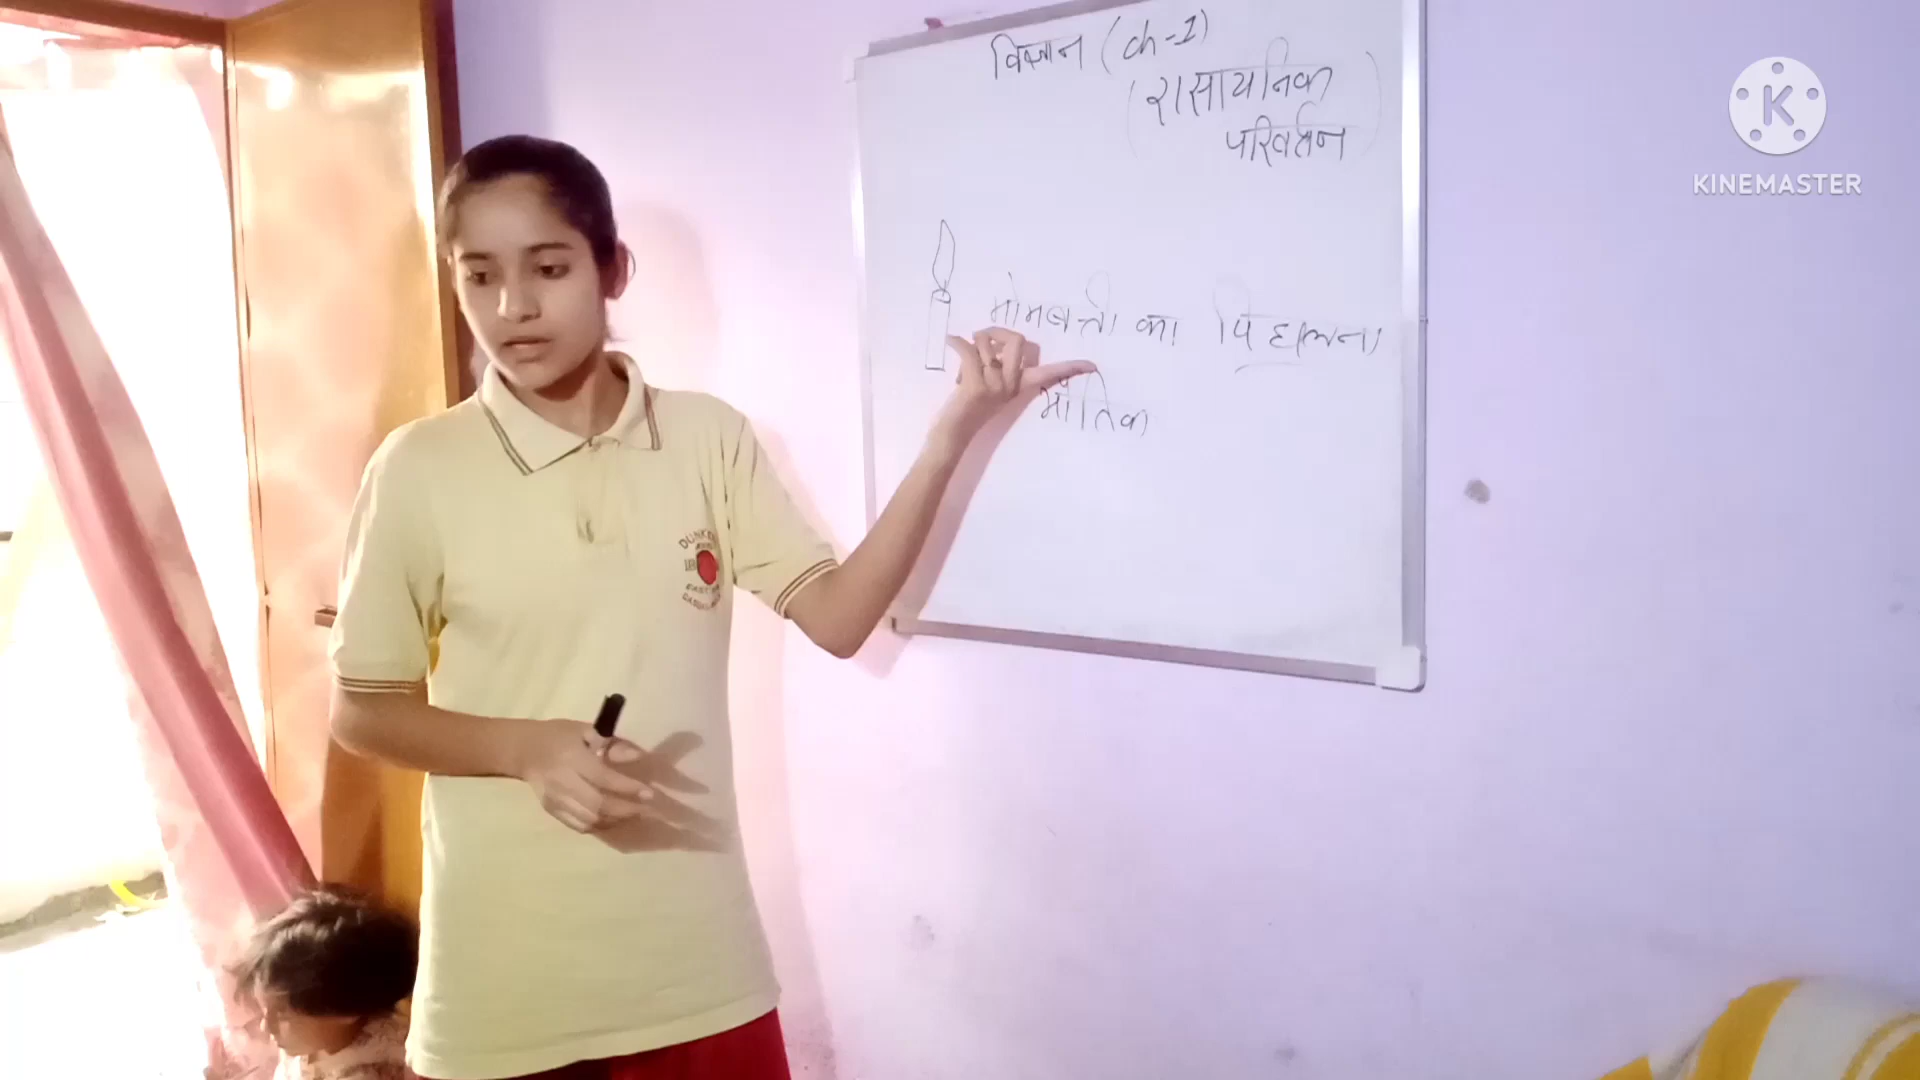 विज्ञान (ch-1)
(रासायनिक
परिवर्तन)
मोमबत्ती का पिघलना
भौतिक
K
KINEMASTER